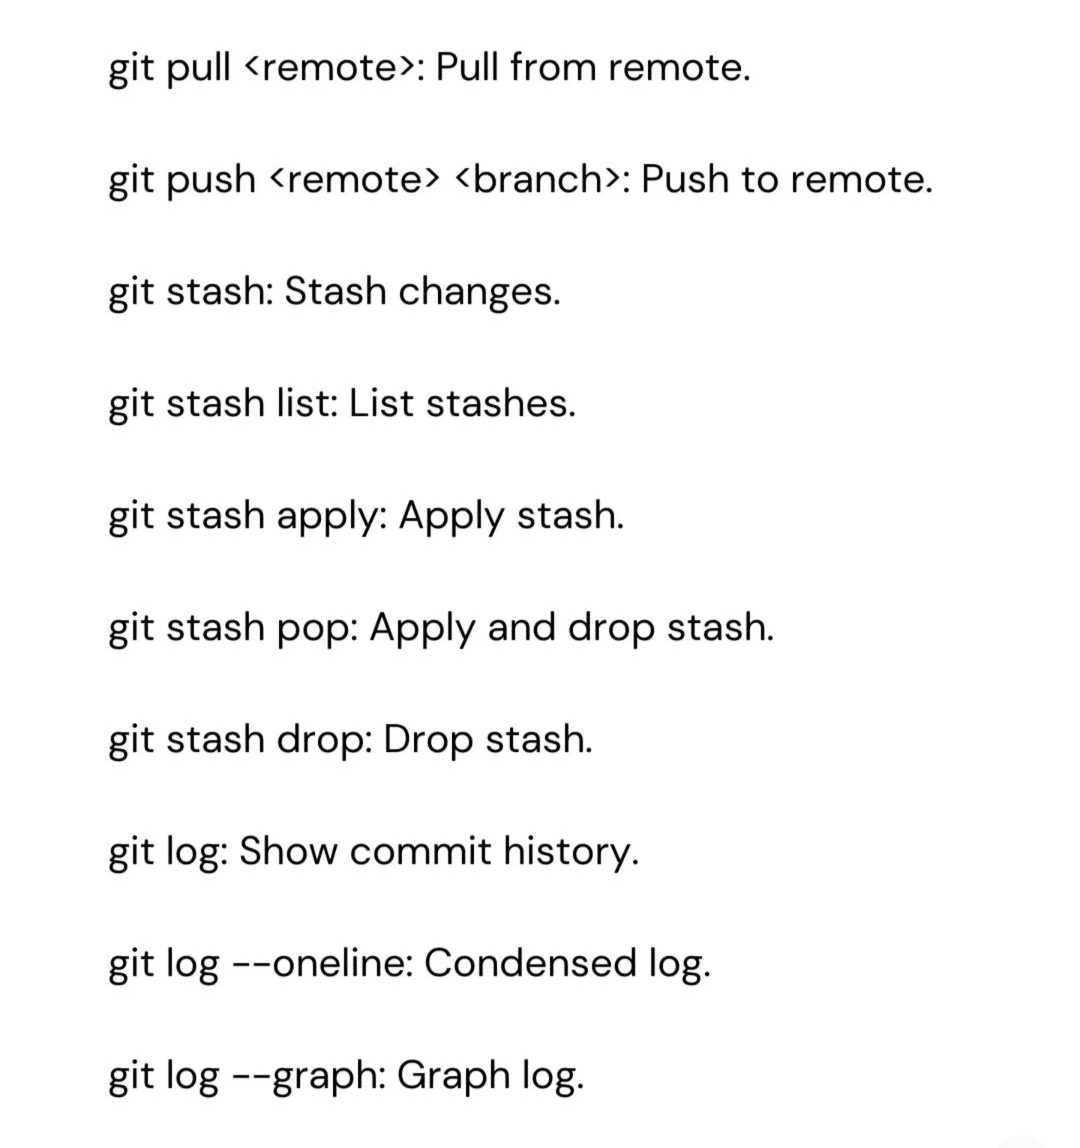 git pull <remote>: Pull from remote.
git push <remote> <branch>: Push to remote.
git stash: Stash changes.
git stash list: List stashes.
git stash apply: Apply stash.
git stash pop: Apply and drop stash.
git stash drop: Drop stash.
git log: Show commit history.
git log --oneline: Condensed log.
git log --graph: Graph log.